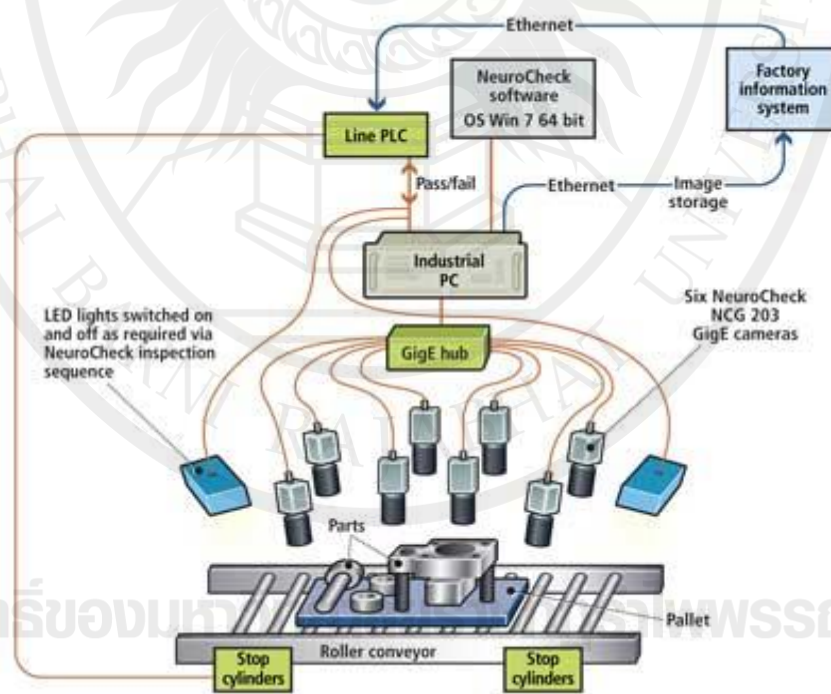 Ethernet
NeuroCheck
software
OS Win 7 64 bit
Factory
information
system
Line PLC
Pass/fail
Ethernet
Image
storage
Industrial
PC
LED lights switched on
and off as required via
NeuroCheck inspection
sequence
GigE hub
Six NeuroCheck
NCG 203
GigE cameras
Parts
Pallet
Roller conveyor
Stop
cylinders
Stop
cylinders